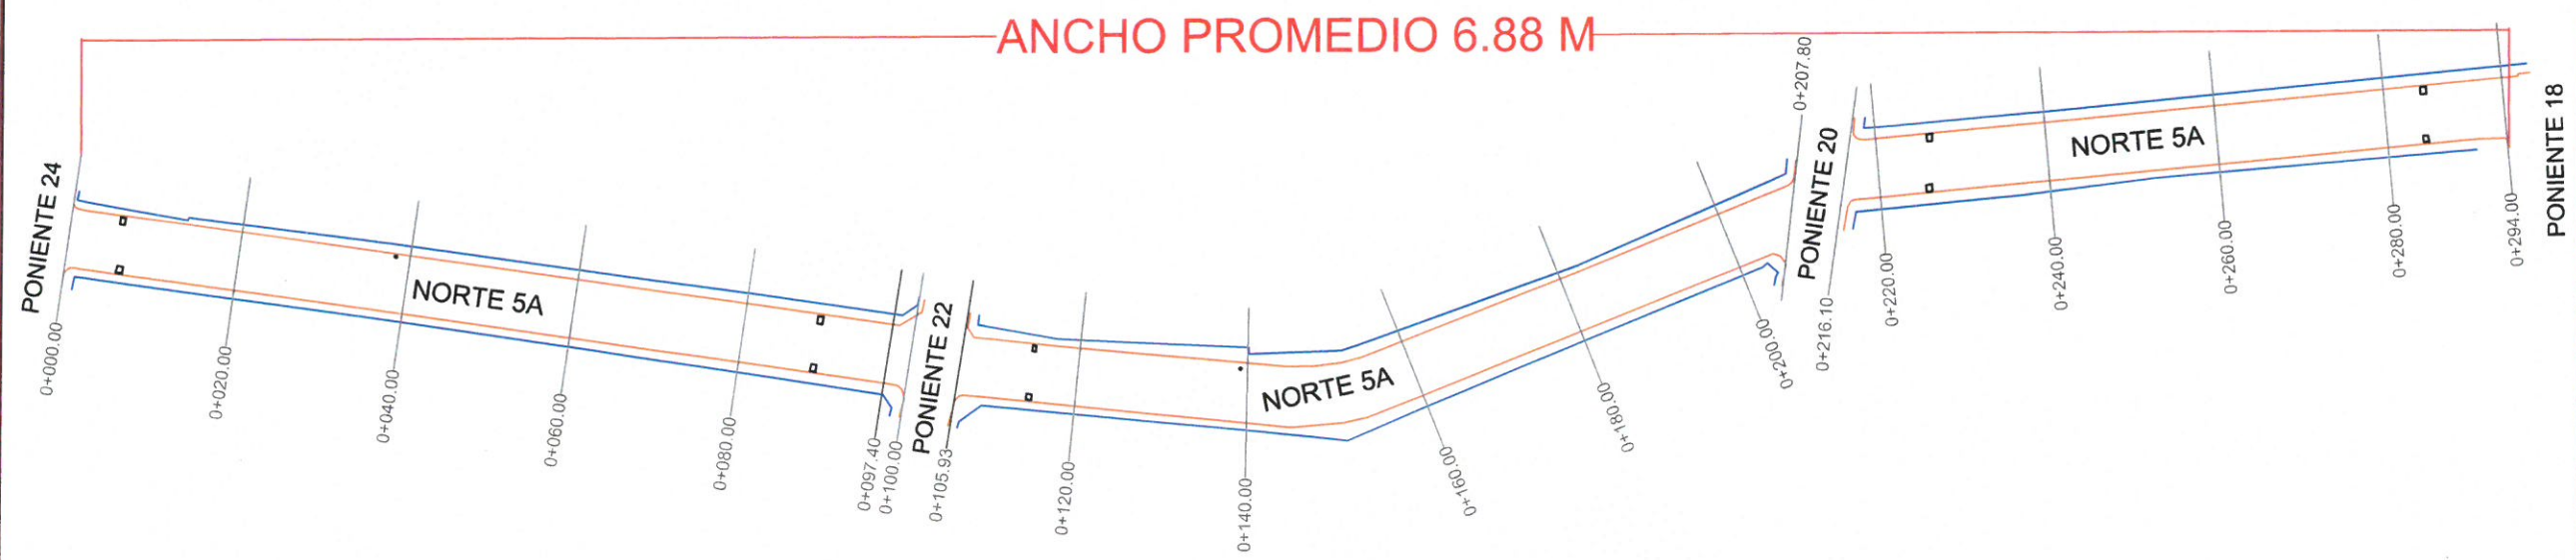 ANCHO PROMEDIO 6.88 M
PONIENTE 24
0+000.00
0+020.00
0+040.00
NORTE 5A
0+060.00
0+080.00
0+097.40
0+100.00
PONIENTE 22
0+105.93
0+120.00
0+140.00
NORTE 5A
0+160.00
0+180.00
0+200.00
0+207.80
PONIENTE 20
0+216.10
0+220.00
0+240.00
NORTE 5A
0+260.00
0+280.00
0+294.00
PONIENTE 18